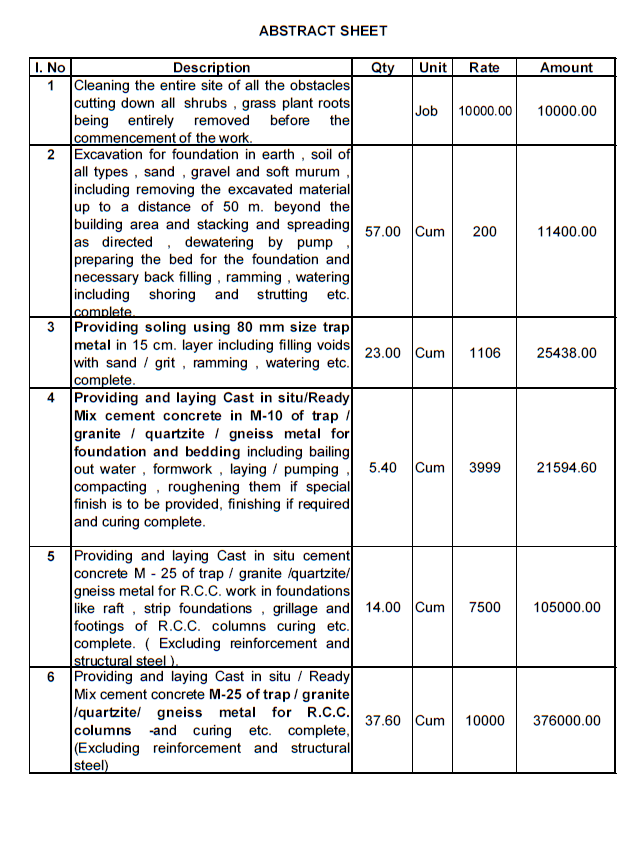 ABSTRACT SHEET
I. No Description Qty Unit Rate Amount
1 Cleaning the entire site of all the obstacles
cutting down all shrubs , grass plant roots
being entirely removed before the
commencement of the work.
Job 10000.00 10000.00
2 Excavation for foundation in earth , soil of
all types , sand , gravel and soft murum ,
including removing the excavated material
up to a distance of 50 m. beyond the
building area and stacking and spreading
as directed , dewatering by pump ,
preparing the bed for the foundation and
necessary back filling , ramming , watering
including shoring and strutting etc.
complete.
57.00 Cum 200 11400.00
3 Providing soling using 80 mm size trap
metal in 15 cm. layer including filling voids
with sand / grit , ramming , watering etc.
complete.
23.00 Cum 1106 25438.00
4 Providing and laying Cast in situ/Ready
Mix cement concrete in M-10 of trap /
granite / quartzite / gneiss metal for
foundation and bedding including bailing
out water , formwork , laying / pumping ,
compacting , roughening them if special
finish is to be provided, finishing if required
and curing complete.
5.40 Cum 3999 21594.60
5 Providing and laying Cast in situ cement
concrete M - 25 of trap / granite /quartzite/
gneiss metal for R.C.C. work in foundations
like raft , strip foundations , grillage and
footings of R.C.C. columns curing etc.
complete. ( Excluding reinforcement and
structural steel ).
14.00 Cum 7500 105000.00
6 Providing and laying Cast in situ / Ready
Mix cement concrete M-25 of trap / granite
/quartzite/ gneiss metal for R.C.C.
columns -and curing etc. complete,
(Excluding reinforcement and structural
steel)
37.60 Cum 10000 376000.00